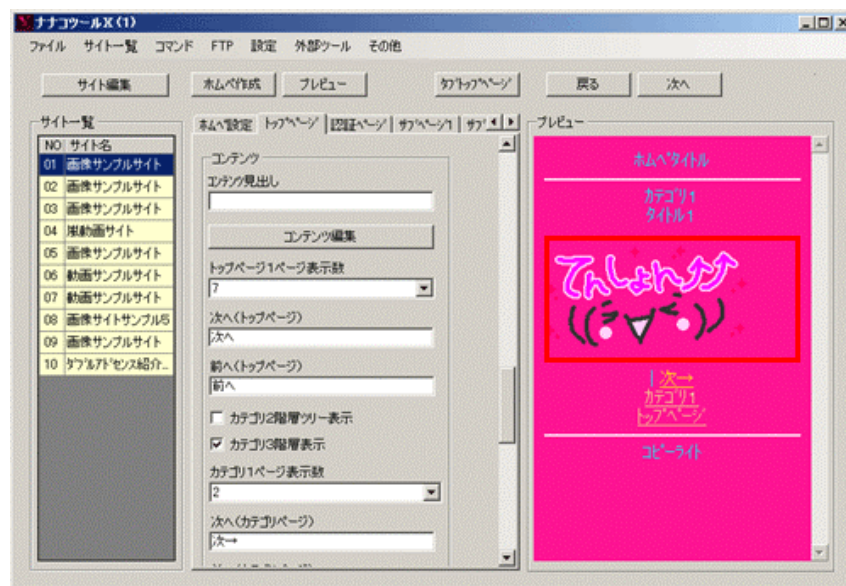 ナナコツールX(1)
ファイル サイト一覧 コマンド FTP 設定 外部ツール その他
サイト編集 ホムペ作成 プレビュー タブトップページ 戻る 次へ
サイト一覧
NO サイト名
01 画像サンプルサイト
02 画像サンプルサイト
03 画像サンプルサイト
04 嵐動画サイト
05 画像サンプルサイト
06 動画サンプルサイト
07 動画サンプルサイト
08 画像サイトサンプル5
09 画像サンプルサイト
10 ダブルアドセンス紹介...
ホムペ設定 トップページ 認証ページ サブページ1 サブ
コンテンツ
コンテンツ見出し
コンテンツ編集
トップページ1ページ表示数
7
次へ(トップページ)
次へ
前へ(トップページ)
前へ
カテゴリ2階層ツリー表示
カテゴリ3階層表示
カテゴリ1ページ表示数
2
次へ(カテゴリページ)
次→
プレビュー
ホムペタイトル
カテゴリ1
タイトル1
てんしょん⤴⤴
((ミ ▽ ミ))
| 次→
カテゴリ1
トップページ
コピーライト